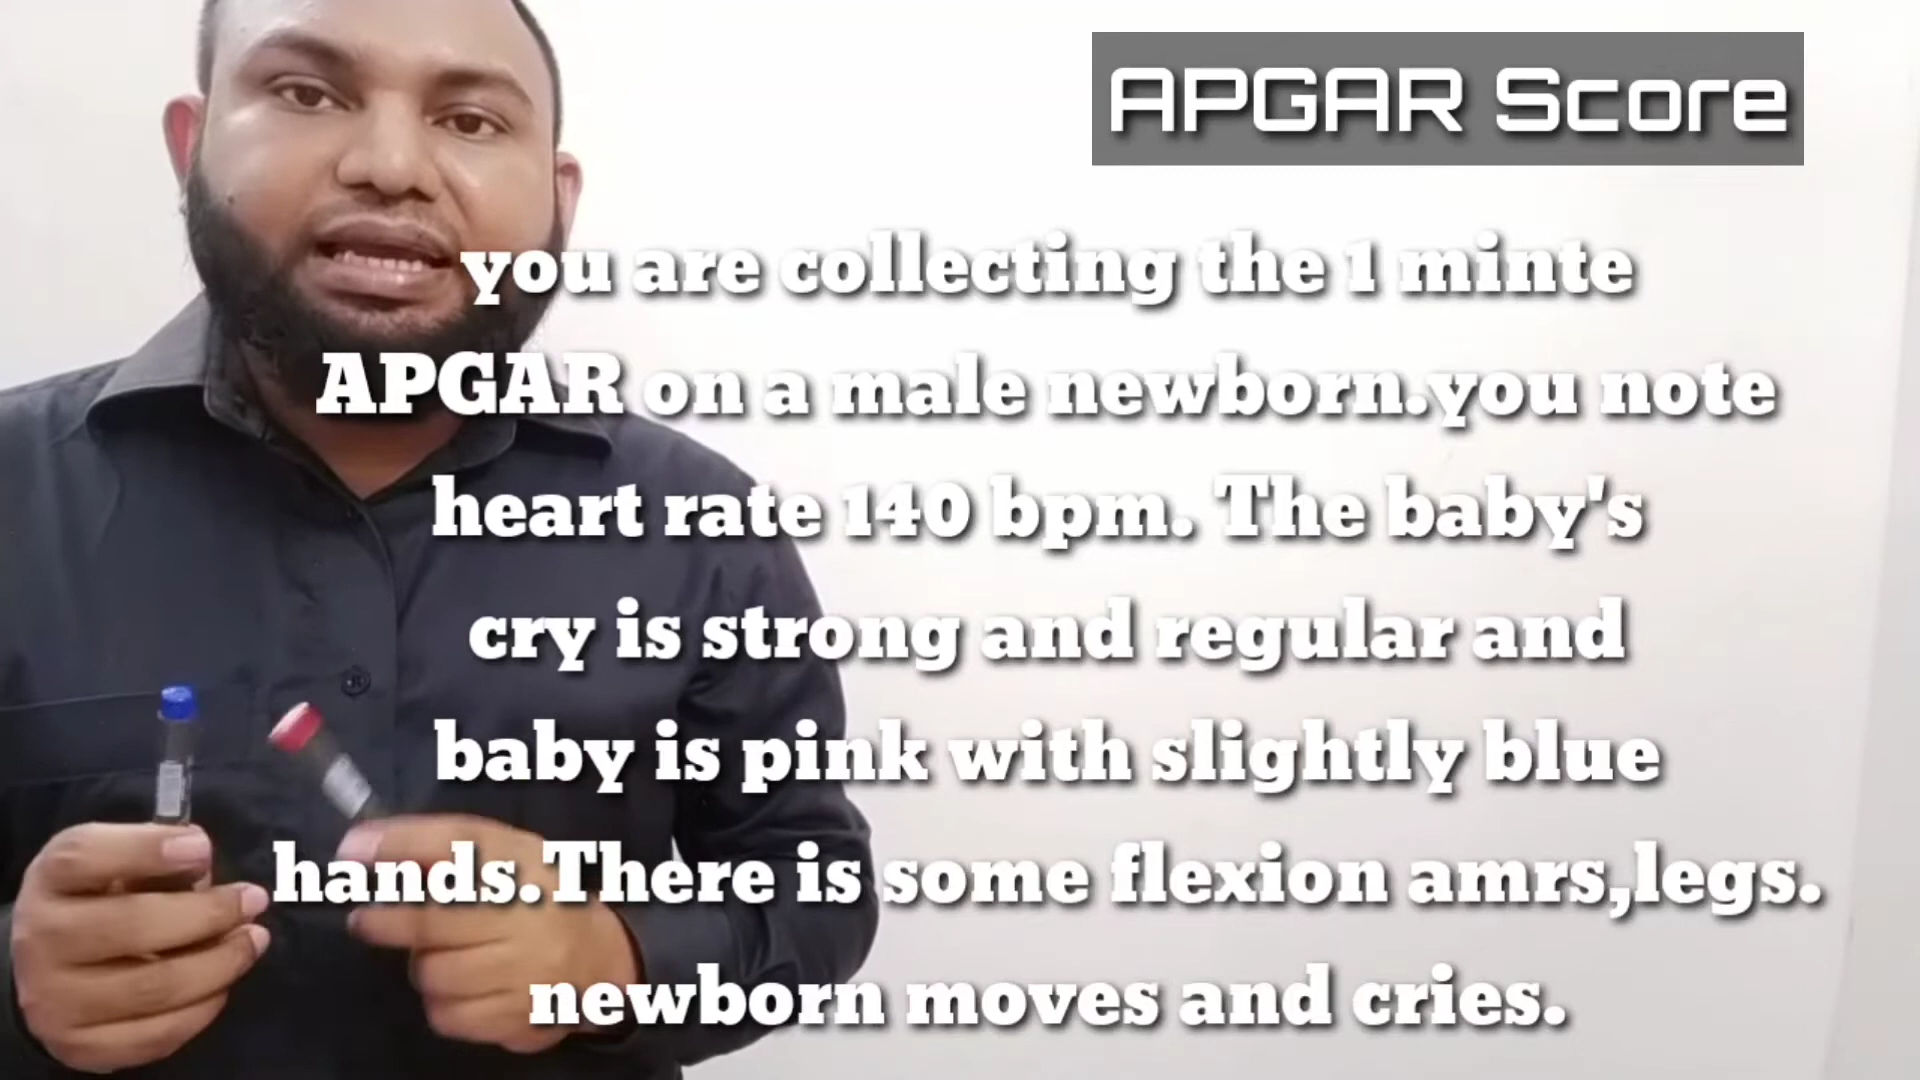 APGAR Score
you are collecting the 1 minte
APGAR on a male newborn.you note
heart rate 140 bpm. The baby's
cry is strong and regular and
baby is pink with slightly blue
hands.There is some flexion amrs,legs.
newborn moves and cries.